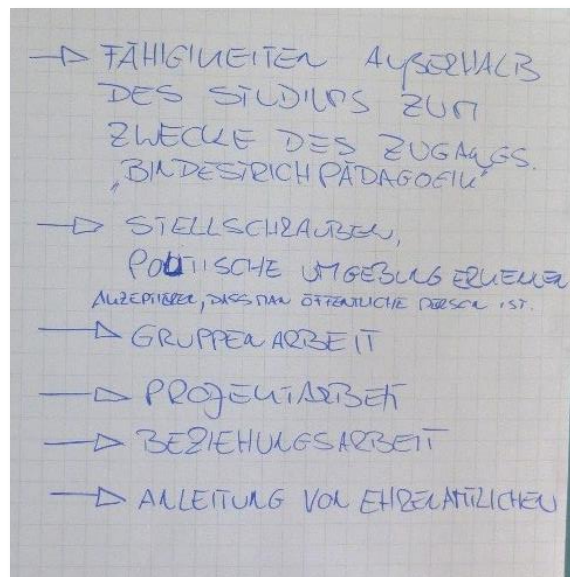 → FÄHIGKEITEN AUßERHALB
DES STUDIUMS ZUM
ZWECKE DES ZUGANGS.
„BINDESTRICHPÄDAGOGIK"
→ STELLSCHRAUBEN,
POLITISCHE UMGEBUNG ERKENNEN
AKZEPTIEREN, DASS MAN ÖFFENTLICHE PERSON IST.
→ GRUPPENARBEIT
→ PROJEKTARBEIT
→ BEZIEHUNGSARBEIT
→ ANLEITUNG VON EHRENAMTLICHEN